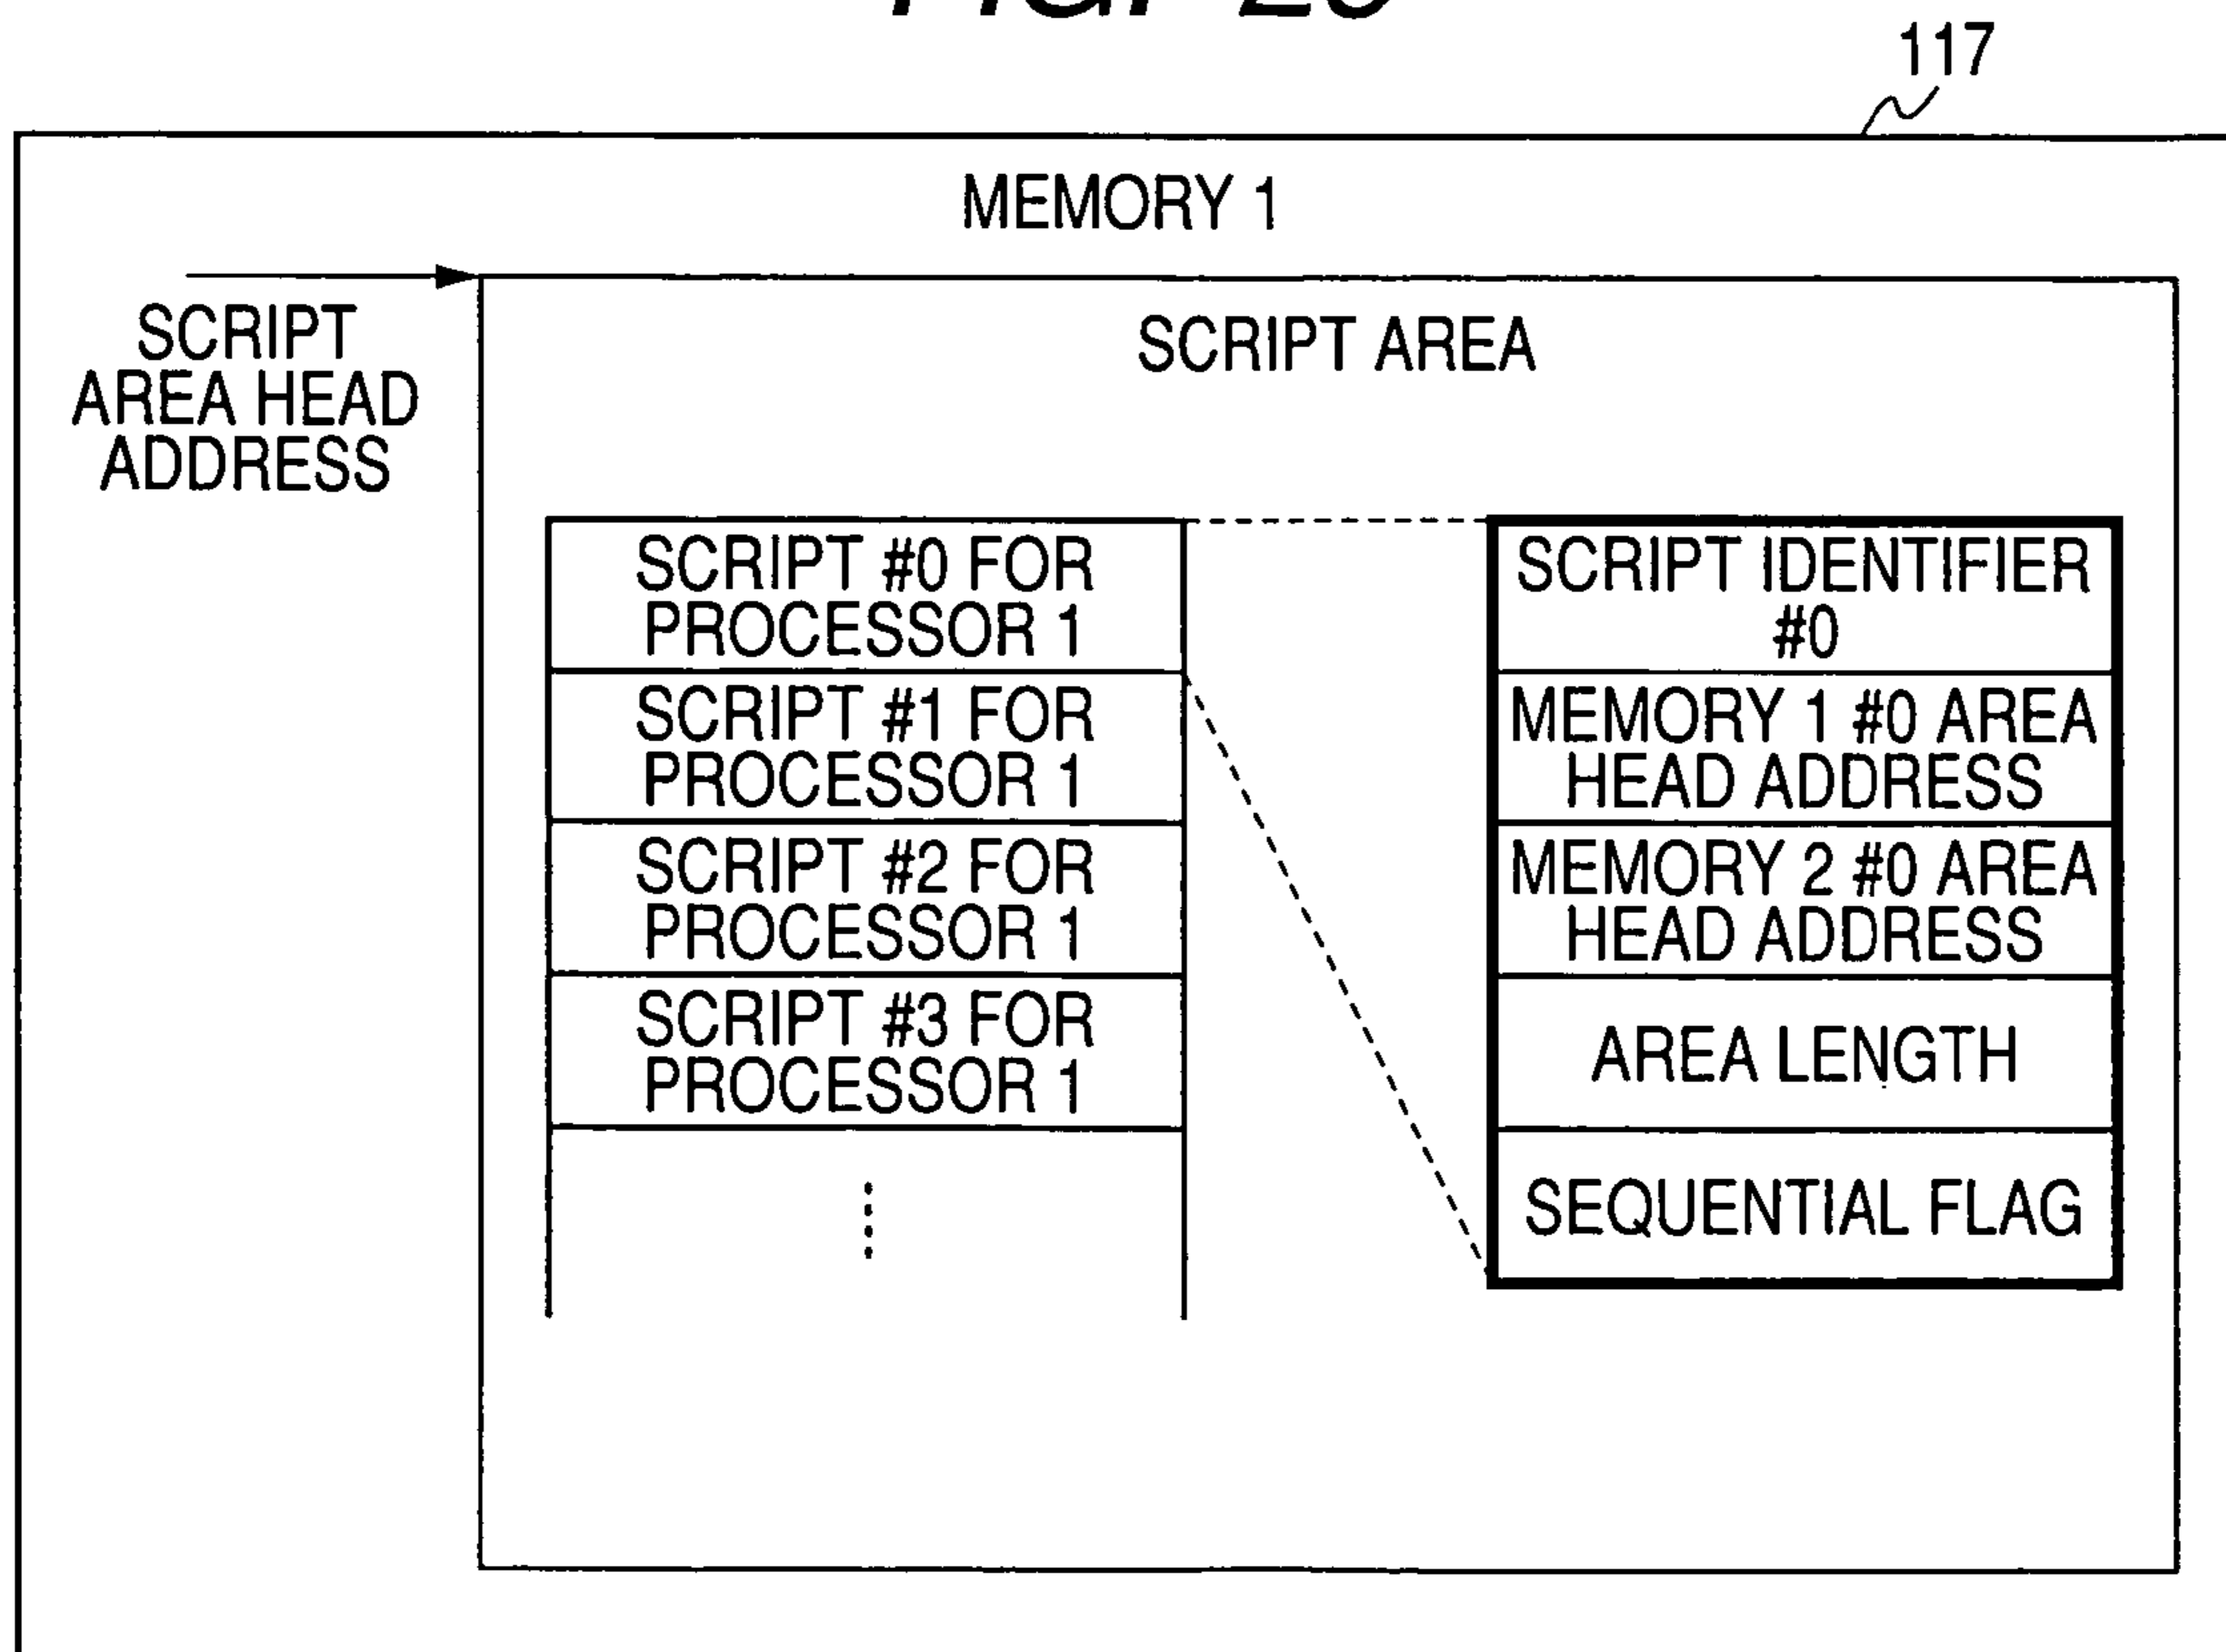 117
MEMORY 1
SCRIPT
AREA HEAD
ADDRESS
SCRIPT AREA
SCRIPT #0 FOR
PROCESSOR 1
SCRIPT #1 FOR
PROCESSOR 1
SCRIPT #2 FOR
PROCESSOR 1
SCRIPT #3 FOR
PROCESSOR 1
SCRIPT IDENTIFIER
#0
MEMORY 1 #0 AREA
HEAD ADDRESS
MEMORY 2 #0 AREA
HEAD ADDRESS
AREA LENGTH
SEQUENTIAL FLAG